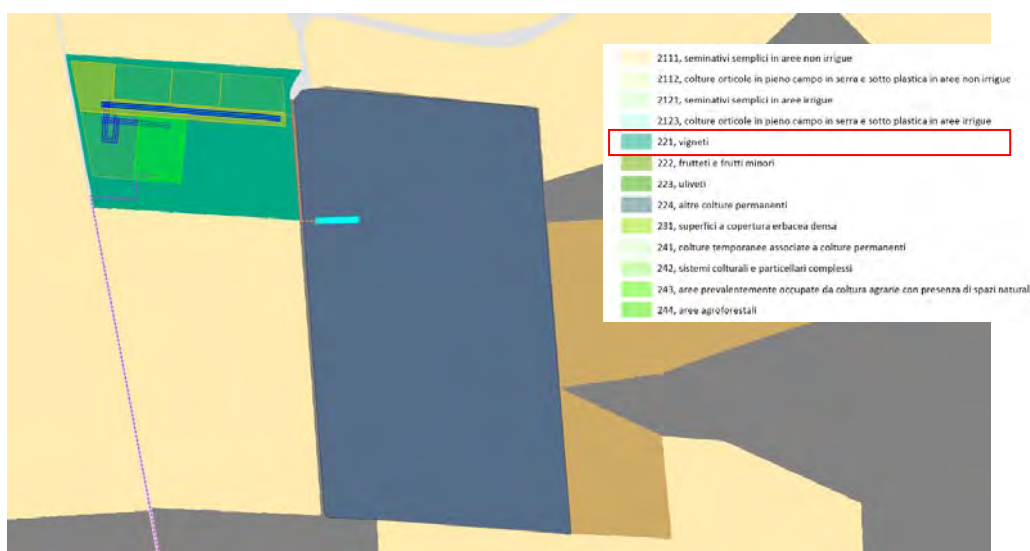 2111, seminativi semplici in aree non irrigue
2112, colture orticole in pieno campo in serra e sotto plastica in aree non irrigue
2121, seminativi semplici in aree irrigue
2123, colture orticole in pieno campo in serra e sotto plastica in aree irrigue
221, vigneti
222, frutteti e frutti minori
223, uliveti
224, altre colture permanenti
231, superfici a copertura erbacea densa
241, colture temporanee associate a colture permanenti
242, sistemi colturali e particellari complessi
243, aree prevalentemente occupate da coltura agrarie con presenza di spazi natural
244, aree agroforestali